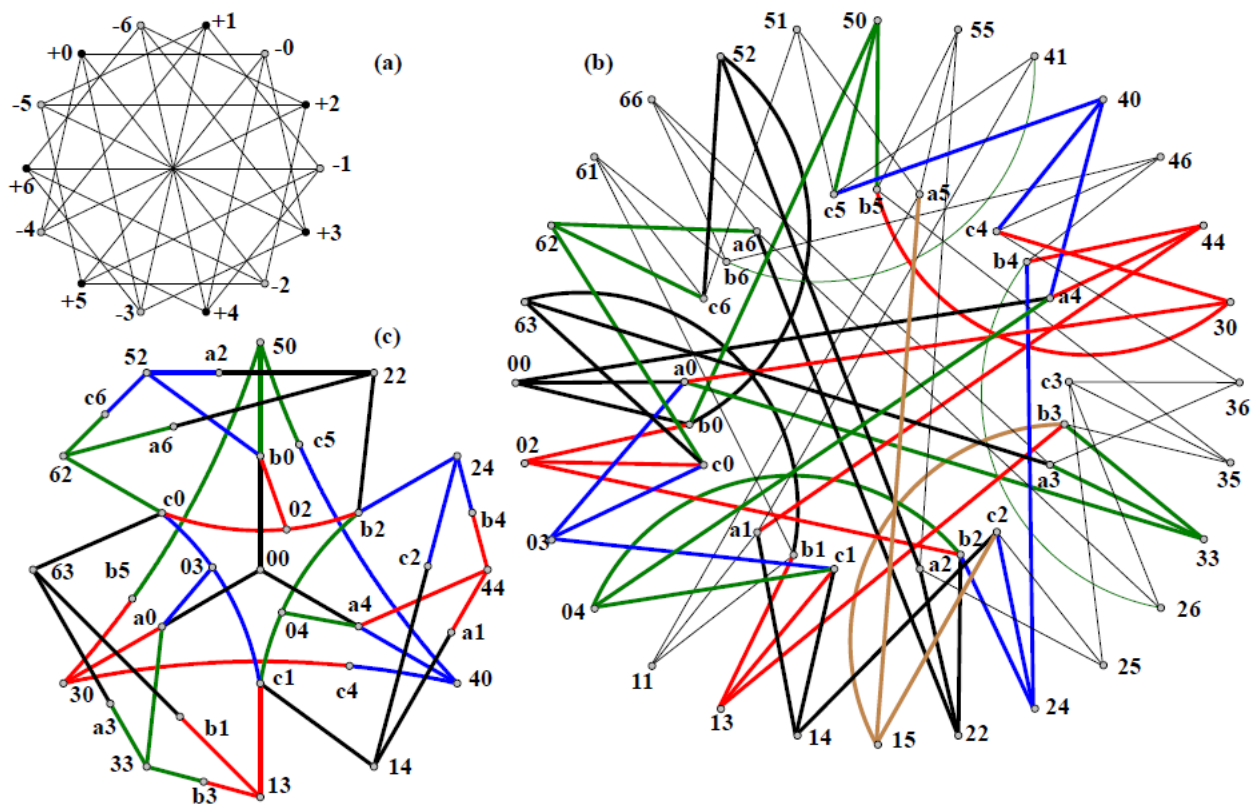 -6 +1
+0 -0
(a)
-5 +2
+6 -1
-4 +3
+5 -2
-3 +4
(b)
51 50 55
52 41
66 40
61 46
c5 b5 a5
62 a6 c4 44
b6 b4
c6 a4
63 30
00 a0 c3 36
b0 b3
02 c0 a3 35
a1 b1 b2 c2
03 c1 a2 33
04 26
11 25
13 24
14 15 22
(c)
50
52 a2 22
c6
a6 c5
62 b0 24
c0 02 b2 b4
63 03 00 c2
b5 44
a0 04 a4 a1
c1
30 c4 40
a3 b1
33 14
b3 13